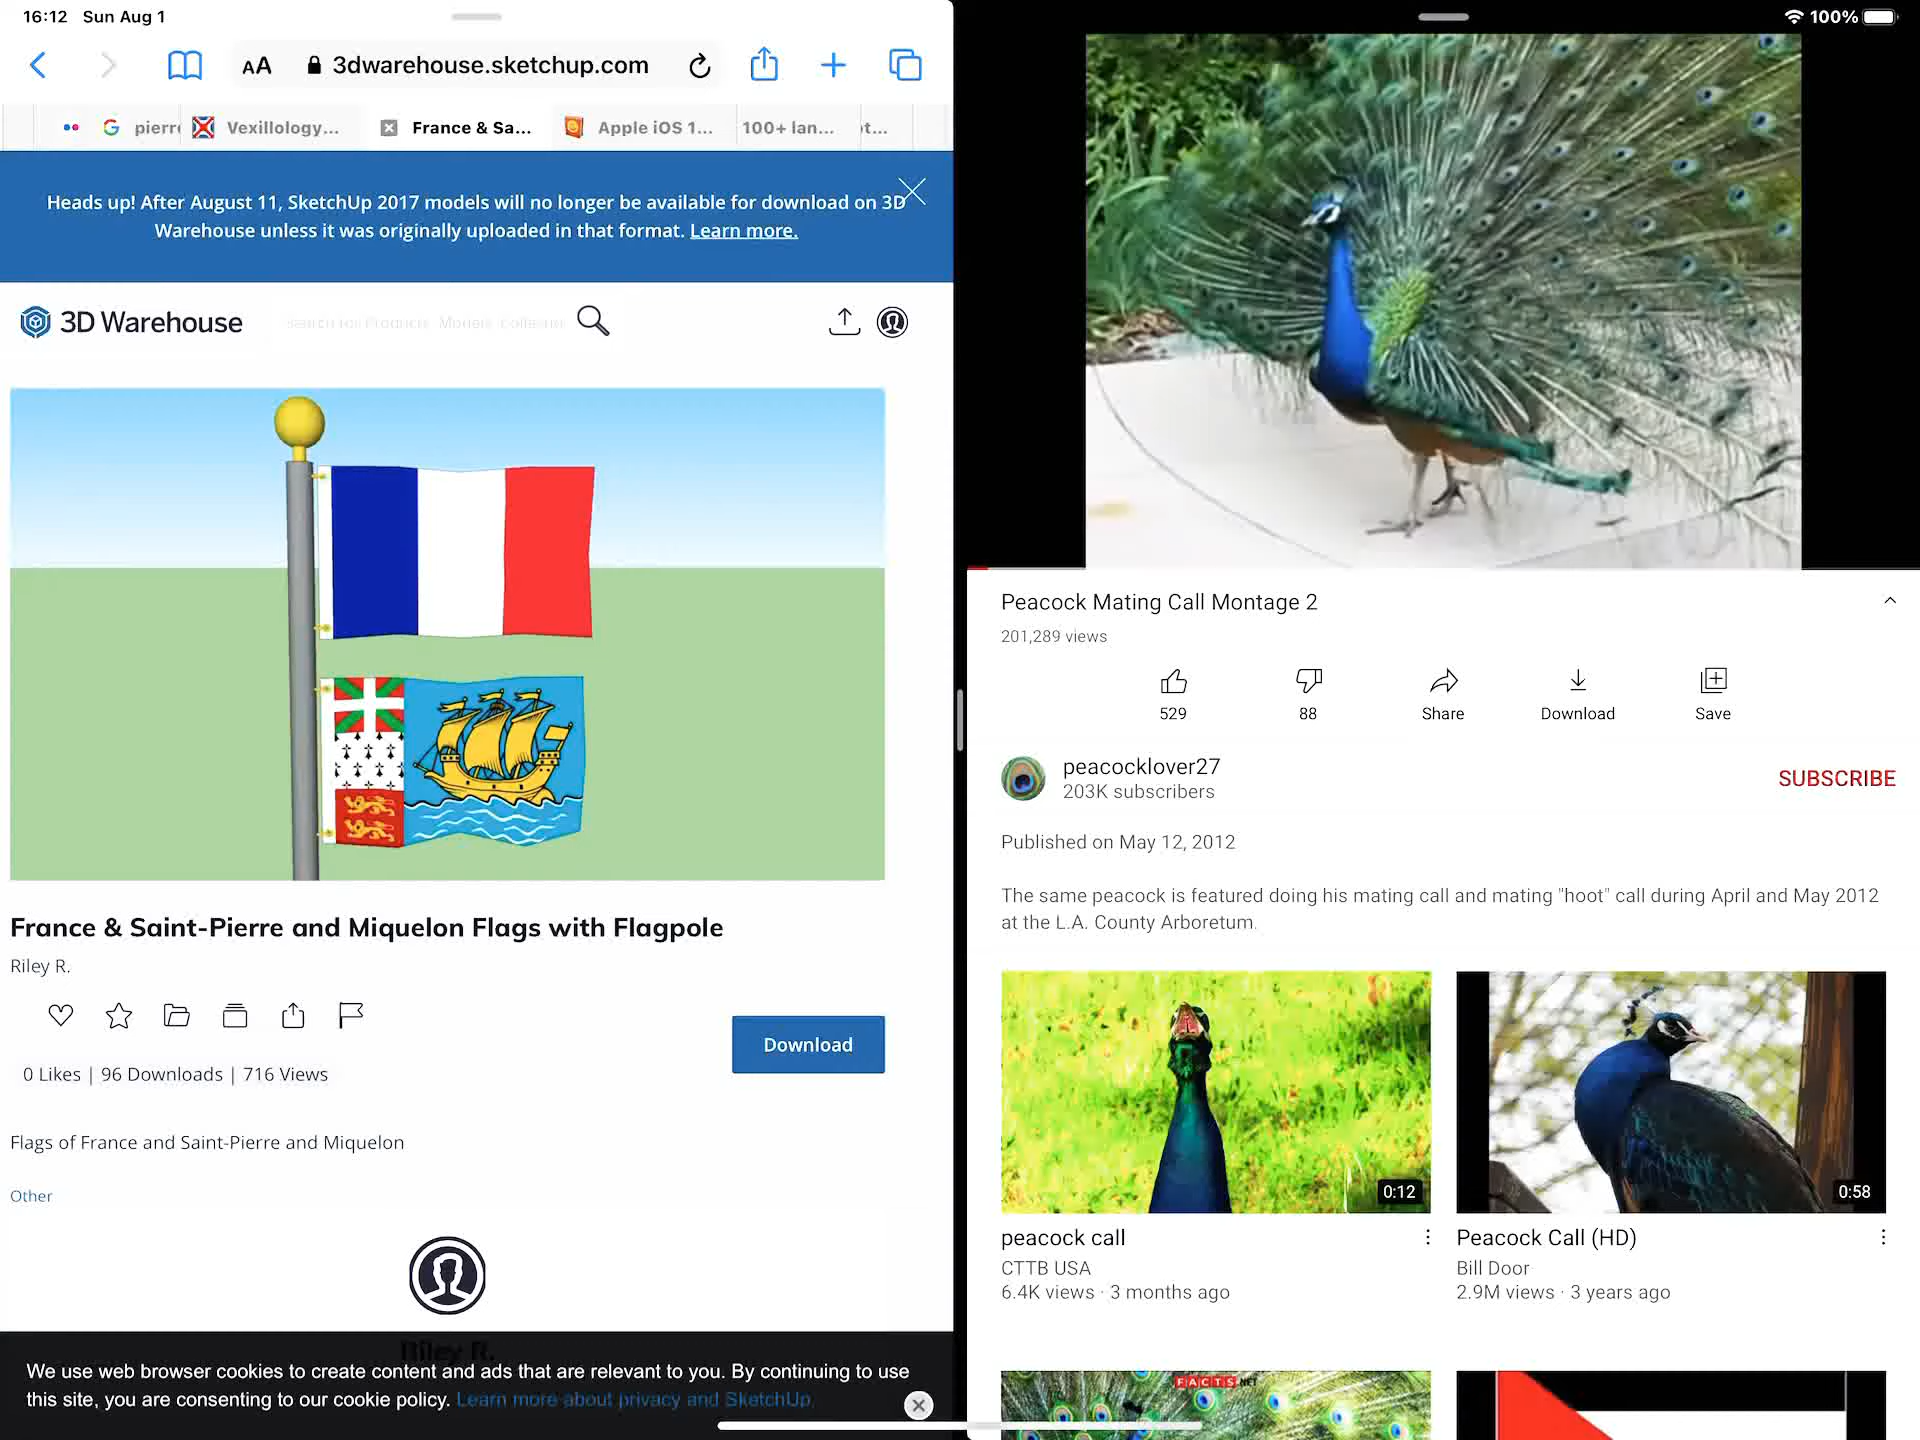 16:12 Sun Aug 1
100%
AA 3dwarehouse.sketchup.com
pierr
Vexillology...
France & Sa...
Apple iOS 1...
100+ lan...
t...
Heads up! After August 11, SketchUp 2017 models will no longer be available for download on 3D
Warehouse unless it was originally uploaded in that format. Learn more.
3D Warehouse
France & Saint-Pierre and Miquelon Flags with Flagpole
Riley R.
Download
0 Likes | 96 Downloads | 716 Views
Flags of France and Saint-Pierre and Miquelon
Other
Riley R.
We use web browser cookies to create content and ads that are relevant to you. By continuing to use
this site, you are consenting to our cookie policy. Learn more about privacy and SketchUp.
Peacock Mating Call Montage 2
201,289 views
529
88
Share
Download
Save
peacocklover27
203K subscribers
SUBSCRIBE
Published on May 12, 2012
The same peacock is featured doing his mating call and mating "hoot" call during April and May 2012
at the L.A. County Arboretum.
0:12
peacock call
CTTB USA
6.4K views · 3 months ago
0:58
Peacock Call (HD)
Bill Door
2.9M views · 3 years ago
FACTS.NET